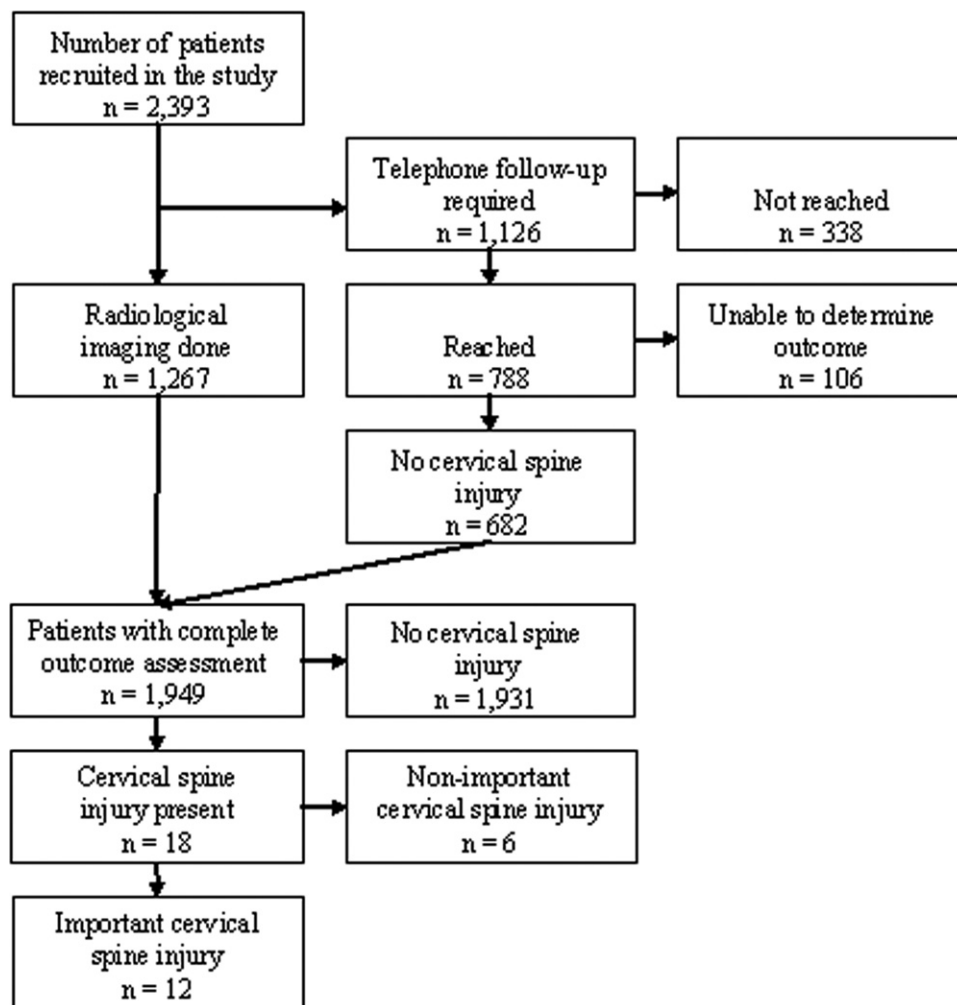 Number of patients
recruited in the study
n = 2,393
Telephone follow-up
required
n = 1,126
Not reached
n = 338
Radiological
imaging done
n = 1,267
Reached
n = 788
Unable to determine
outcome
n = 106
No cervical spine
injury
n = 682
Patients with complete
outcome assessment
n = 1,949
No cervical spine
injury
n = 1,931
Cervical spine
injury present
n = 18
Non-important
cervical spine injury
n = 6
Important cervical
spine injury
n = 12